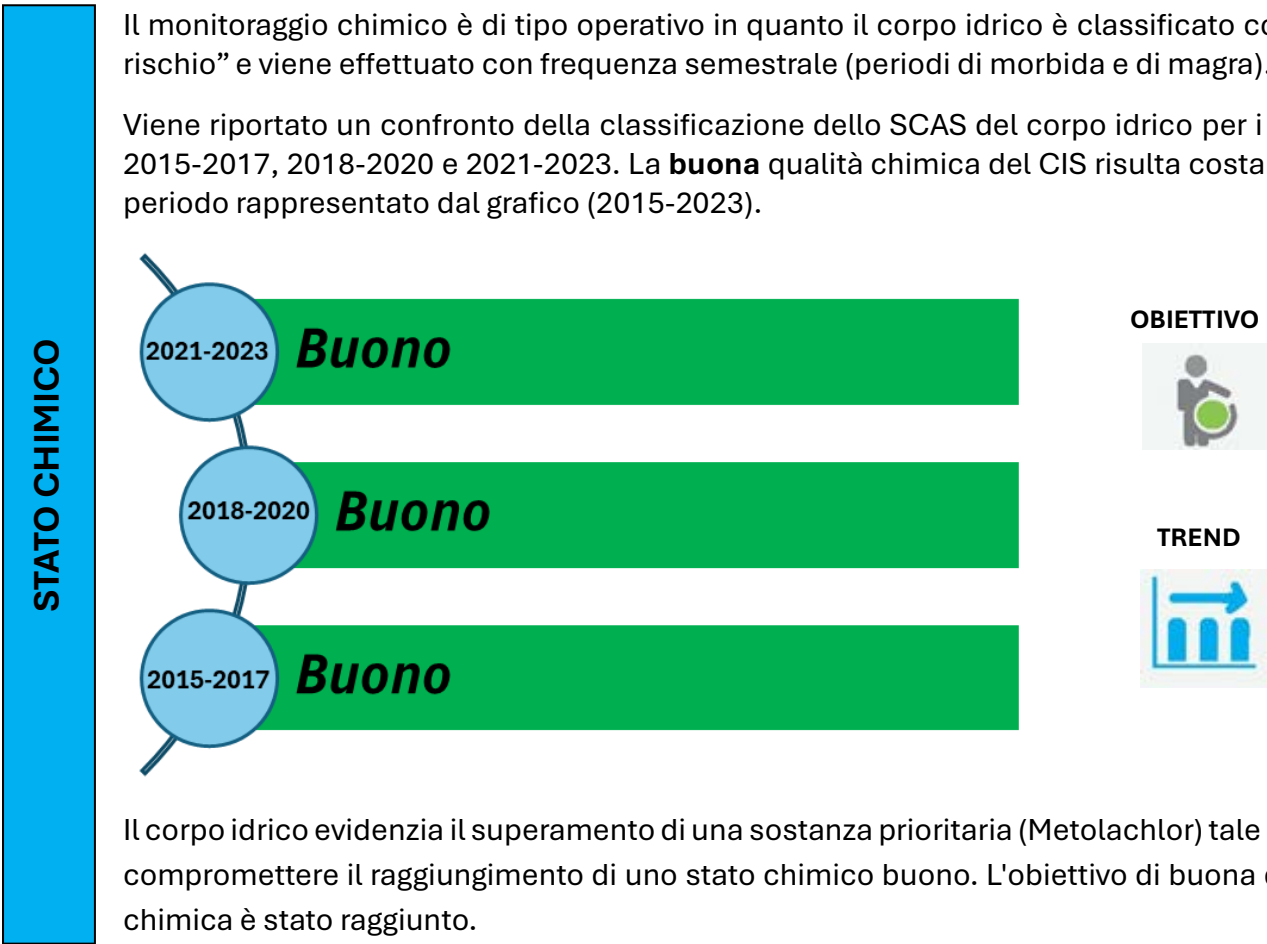 Il monitoraggio chimico è di tipo operativo in quanto il corpo idrico è classificato
rischio” e viene effettuato con frequenza semestrale (periodi di morbida e di magra).
Viene riportato un confronto della classificazione dello SCAS del corpo idrico per i
2015-2017, 2018-2020 e 2021-2023. La buona qualità chimica del CIS risulta
periodo rappresentato dal grafico (2015-2023).
STATO CHIMICO
2021-2023 Buono
OBIETTIVO
2018-2020 Buono
TREND
2015-2017 Buono
Il corpo idrico evidenzia il superamento di una sostanza prioritaria (Metolachlor) tale
compromettere il raggiungimento di uno stato chimico buono. L'obiettivo di buona
chimica è stato raggiunto.